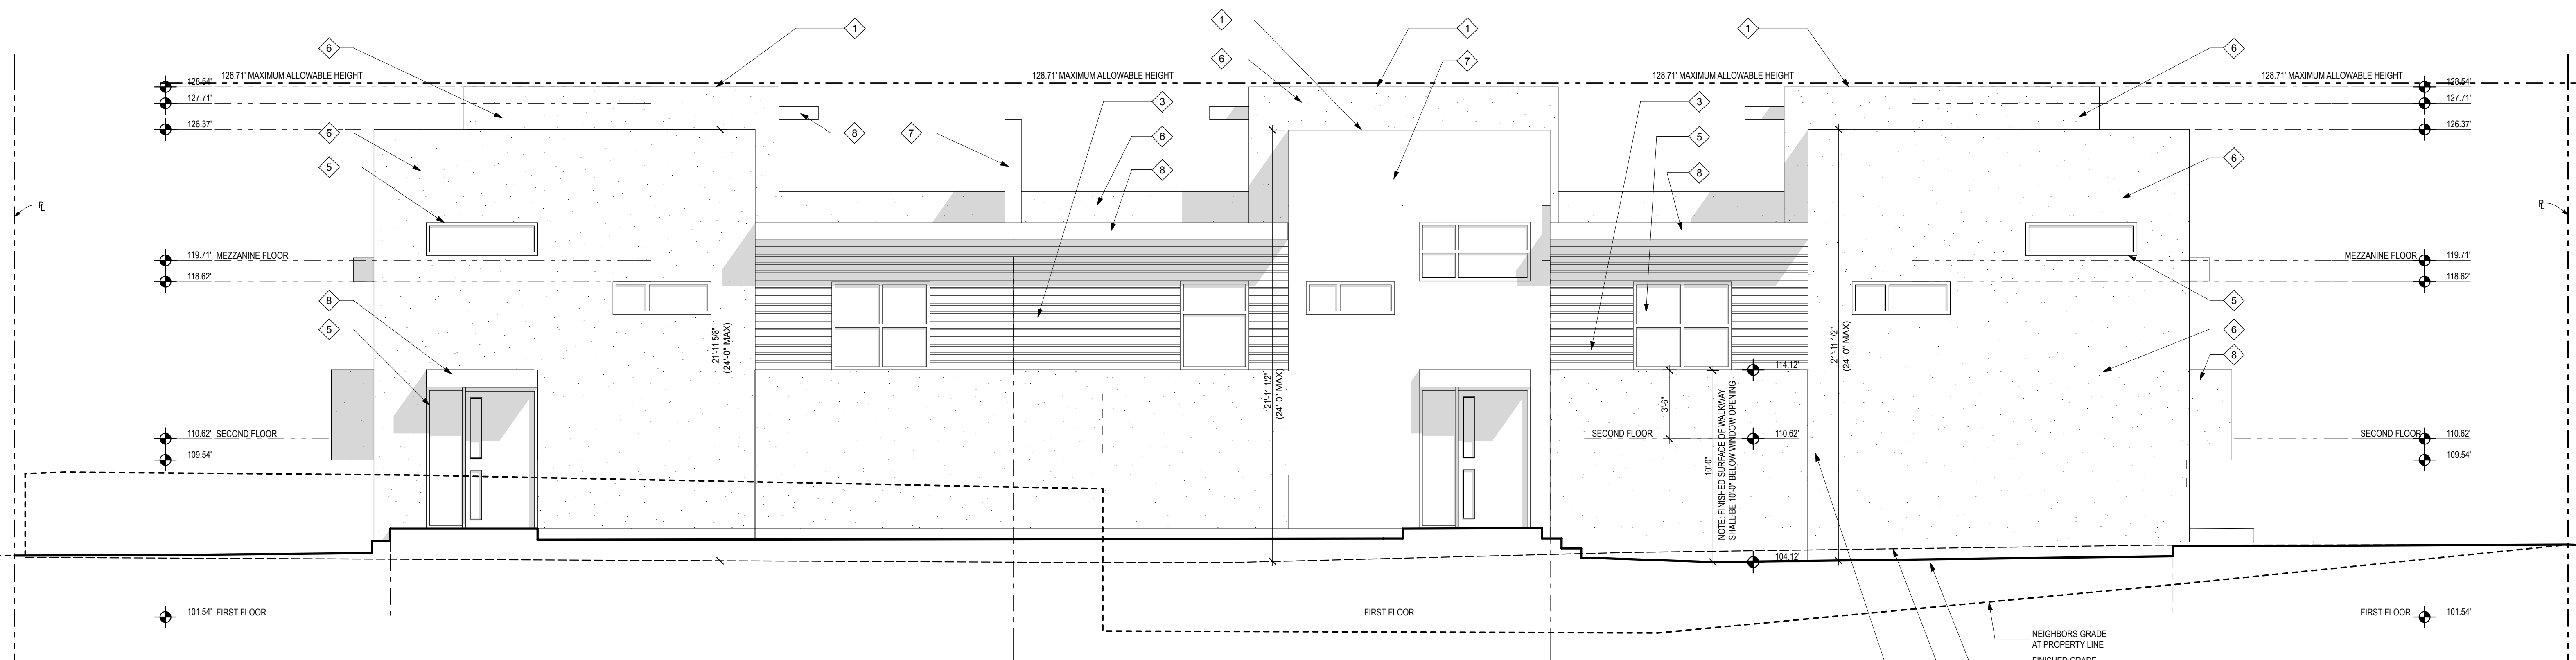 1
1
1
1
6
6
6
6
128.71' MAXIMUM ALLOWABLE HEIGHT
128.71' MAXIMUM ALLOWABLE HEIGHT
128.71' MAXIMUM ALLOWABLE HEIGHT
128.71' MAXIMUM ALLOWABLE HEIGHT
7
128.54'
128.54'
127.71'
3
3
127.71'
126.37'
8
7
6
5
126.37'
6
6
5
8
8
℄
℄
119.71' MEZZANINE FLOOR
MEZZANINE FLOOR 119.71'
118.62'
118.62'
8
5
5
6
21'-11 5/8"
(24'-0" MAX)
21'-11 1/2"
(24'-0" MAX)
21'-11 1/2"
(24'-0" MAX)
8
114.12'
3'-6"
10'-0"
NOTE: FINISHED SURFACE OF WALKWAY
SHALL BE 10'-0" BELOW WINDOW OPENING
110.62' SECOND FLOOR
SECOND FLOOR 110.62'
SECOND FLOOR 110.62'
109.54'
109.54'
104.12'
101.54' FIRST FLOOR
FIRST FLOOR
FIRST FLOOR 101.54'
NEIGHBORS GRADE
AT PROPERTY LINE
FINISHED GRADE